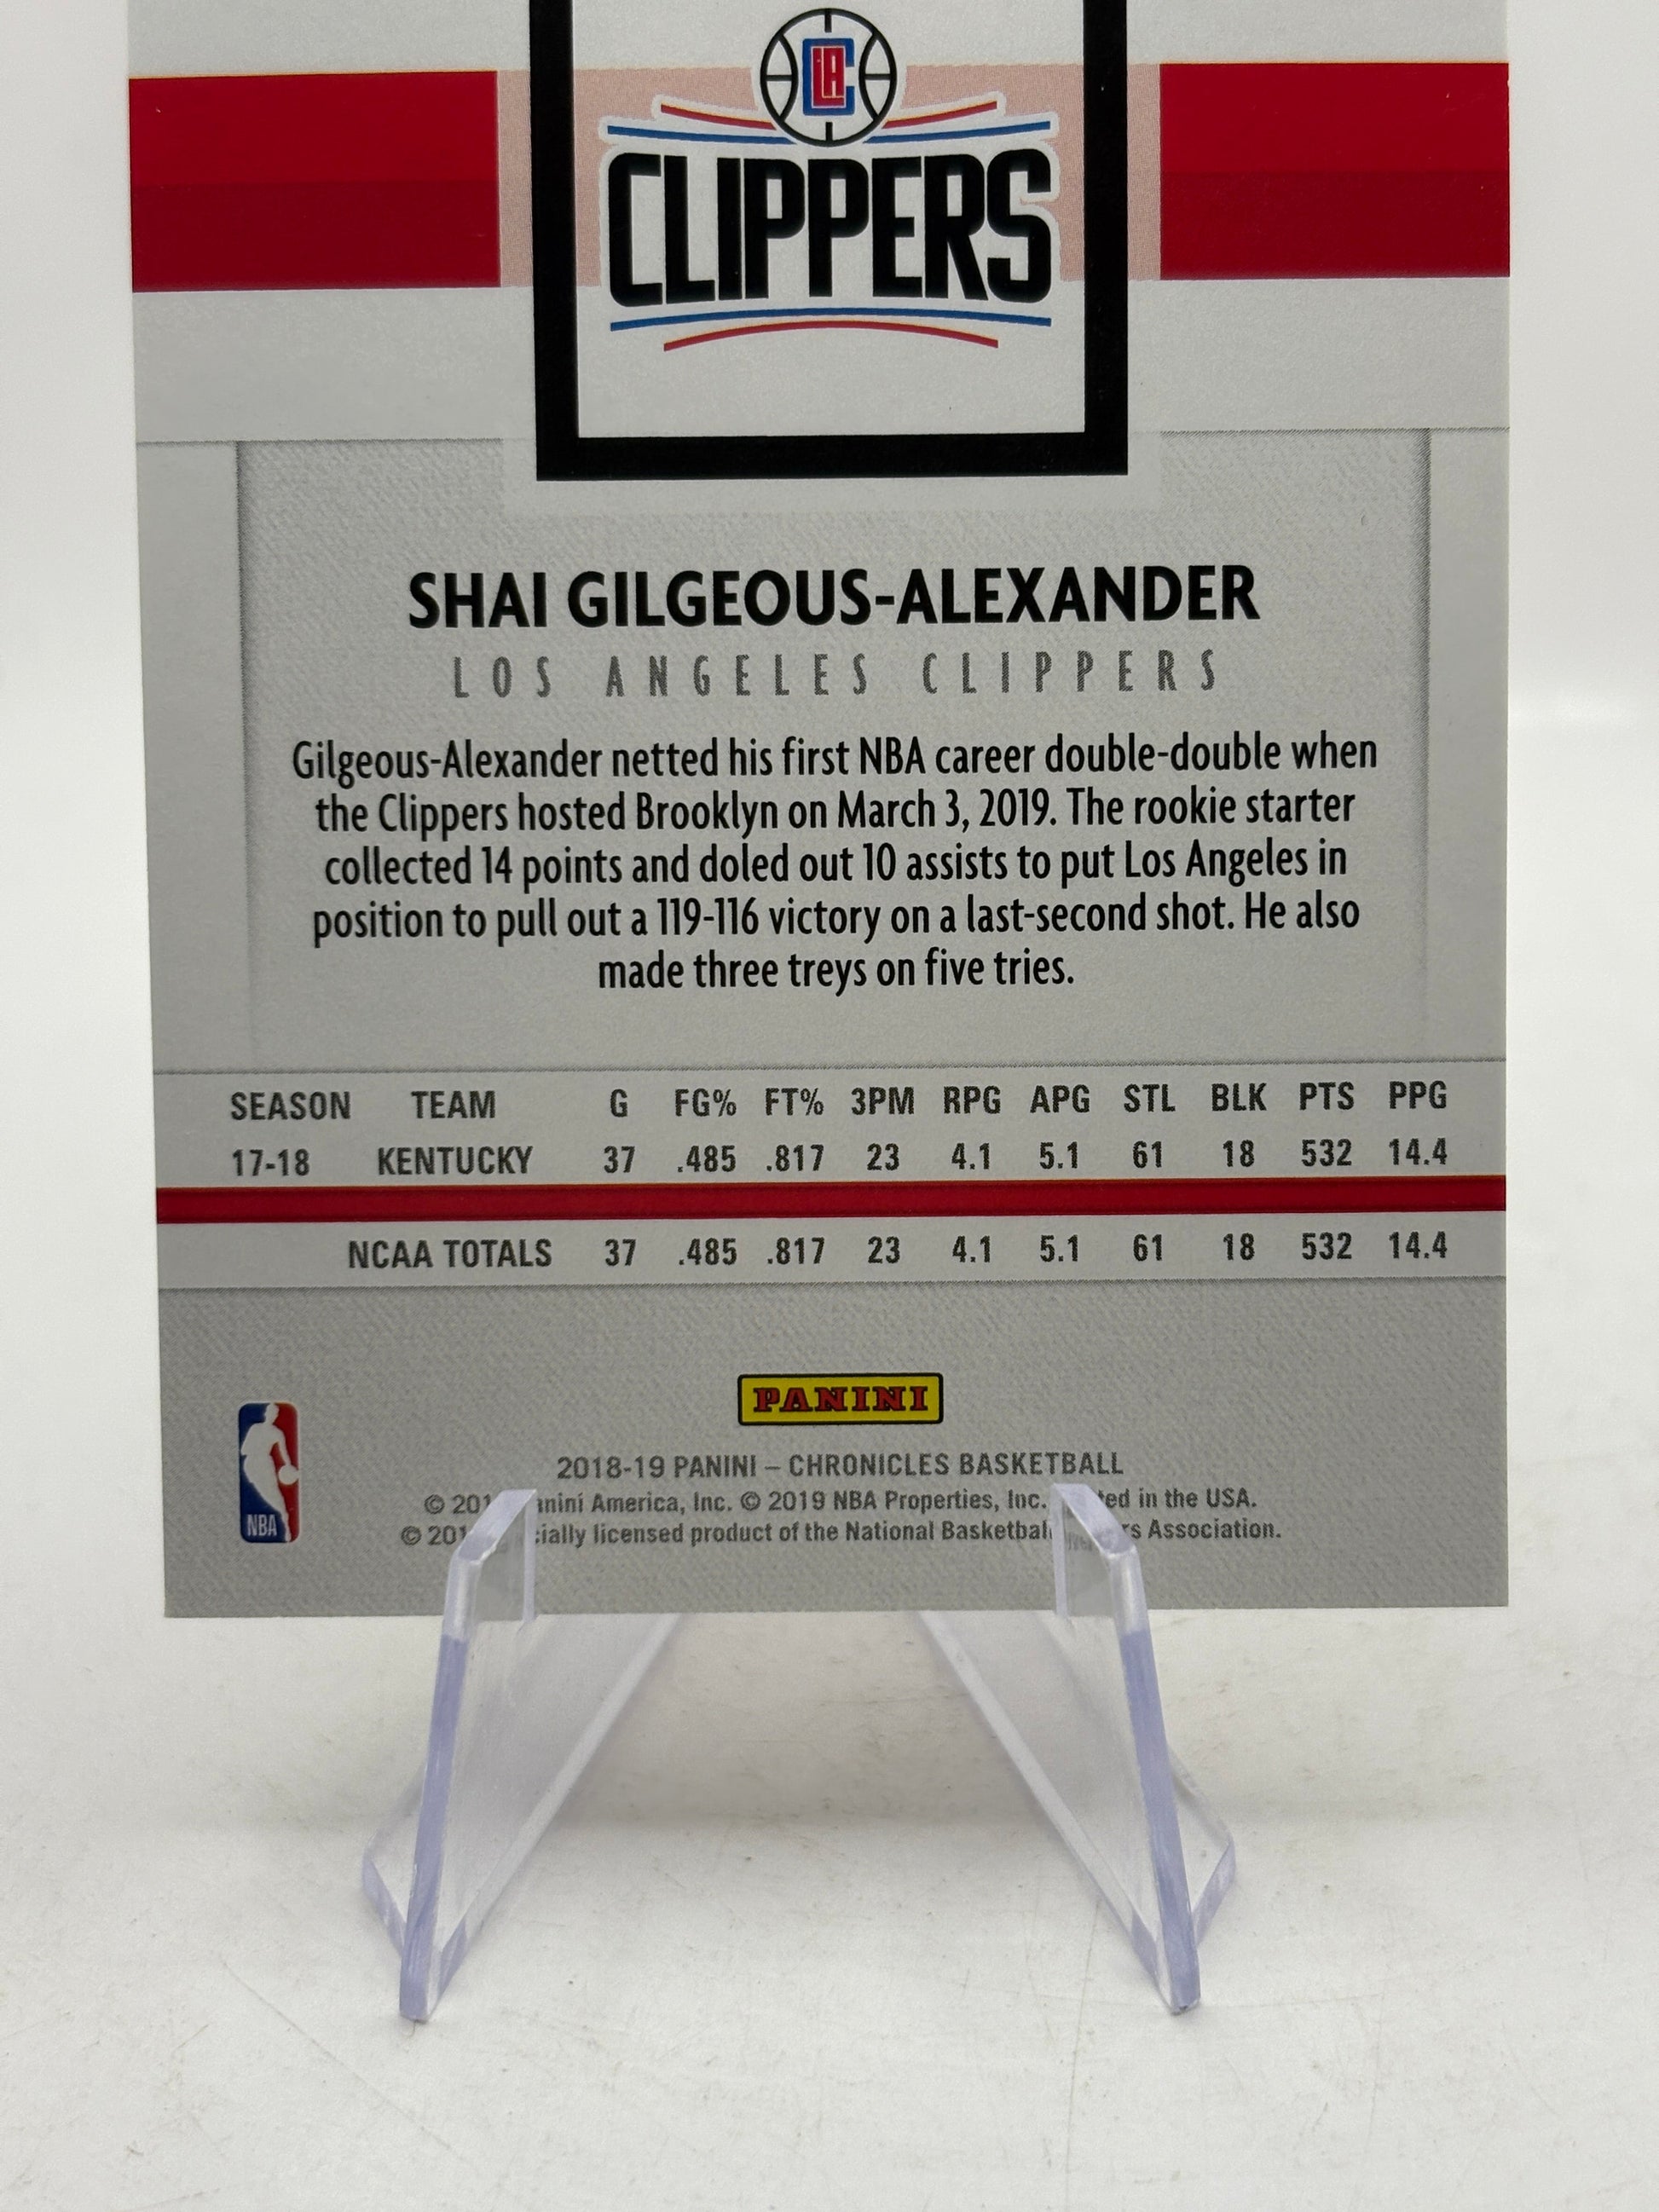 LA
CLIPPERS
SHAI GILGEOUS-ALEXANDER
LOS ANGELES CLIPPERS
Gilgeous-Alexander netted his first NBA career double-double when
the Clippers hosted Brooklyn on March 3, 2019. The rookie starter
collected 14 points and doled out 10 assists to put Los Angeles in
position to pull out a 119-116 victory on a last-second shot. He also
made three treys on five tries.
SEASON TEAM G FG% FT% 3PM RPG APG STL BLK PTS PPG
17-18 KENTUCKY 37 .485 .817 23 4.1 5.1 61 18 532 14.4
NCAA TOTALS 37 .485 .817 23 4.1 5.1 61 18 532 14.4
PANINI
NBA
2018-19 PANINI – CHRONICLES BASKETBALL
© America, Inc. © 2019 NBA Properties, Inc. in the USA.
© licensed product of the National Association.